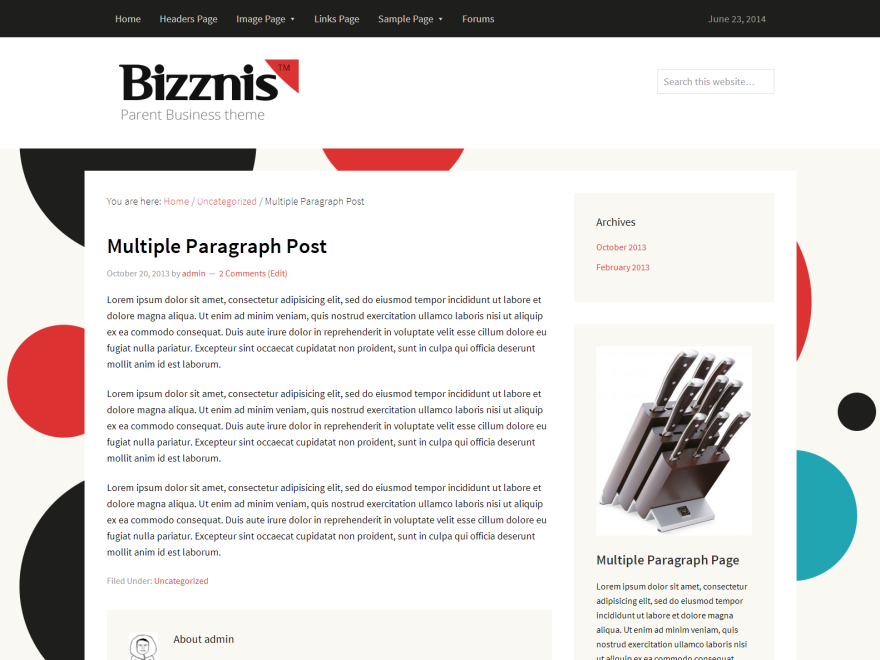 Home Headers Page Image Page Links Page Sample Page Forums June 23, 2014
Bizznis TM
Parent Business theme
Search this website...
You are here: Home / Uncategorized / Multiple Paragraph Post
Multiple Paragraph Post
October 20, 2013 by admin — 2 Comments (Edit)
Lorem ipsum dolor sit amet, consectetur adipisicing elit, sed do eiusmod tempor incididunt ut labore et
dolore magna aliqua. Ut enim ad minim veniam, quis nostrud exercitation ullamco laboris nisi ut aliquip
ex ea commodo consequat. Duis aute irure dolor in reprehenderit in voluptate velit esse cillum dolore eu
fugiat nulla pariatur. Excepteur sint occaecat cupidatat non proident, sunt in culpa qui officia deserunt
mollit anim id est laborum.
Lorem ipsum dolor sit amet, consectetur adipisicing elit, sed do eiusmod tempor incididunt ut labore et
dolore magna aliqua. Ut enim ad minim veniam, quis nostrud exercitation ullamco laboris nisi ut aliquip
ex ea commodo consequat. Duis aute irure dolor in reprehenderit in voluptate velit esse cillum dolore eu
fugiat nulla pariatur. Excepteur sint occaecat cupidatat non proident, sunt in culpa qui officia deserunt
mollit anim id est laborum.
Lorem ipsum dolor sit amet, consectetur adipisicing elit, sed do eiusmod tempor incididunt ut labore et
dolore magna aliqua. Ut enim ad minim veniam, quis nostrud exercitation ullamco laboris nisi ut aliquip
ex ea commodo consequat. Duis aute irure dolor in reprehenderit in voluptate velit esse cillum dolore eu
fugiat nulla pariatur. Excepteur sint occaecat cupidatat non proident, sunt in culpa qui officia deserunt
mollit anim id est laborum.
Filed Under: Uncategorized
About admin
Archives
October 2013
February 2013
Multiple Paragraph Page
Lorem ipsum dolor sit amet, consectetur
adipisicing elit, sed do eiusmod tempor
incididunt ut labore et dolore magna
aliqua. Ut enim ad minim veniam, quis
nostrud exercitation ullamco laboris nisi
ut aliquip ex ea commodo consequat.